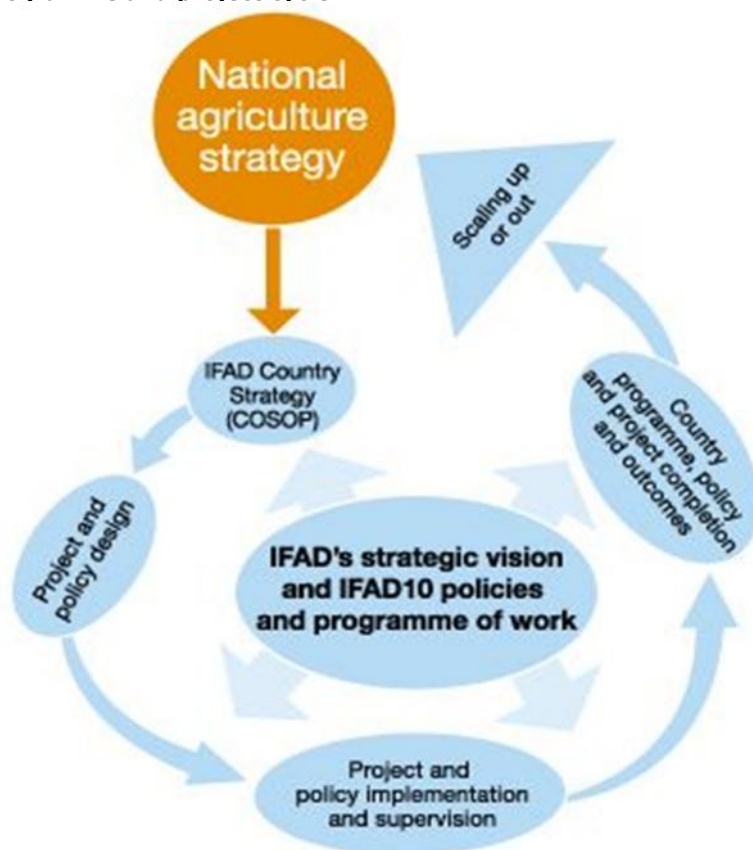 National
agriculture
strategy
Scaling up
or out
IFAD Country
Strategy
(COSOP)
Country
programme, policy
and project completion
and outcomes
Project and
policy design
IFAD's strategic vision
and IFAD10 policies
and programme of work
Project and
policy implementation
and supervision